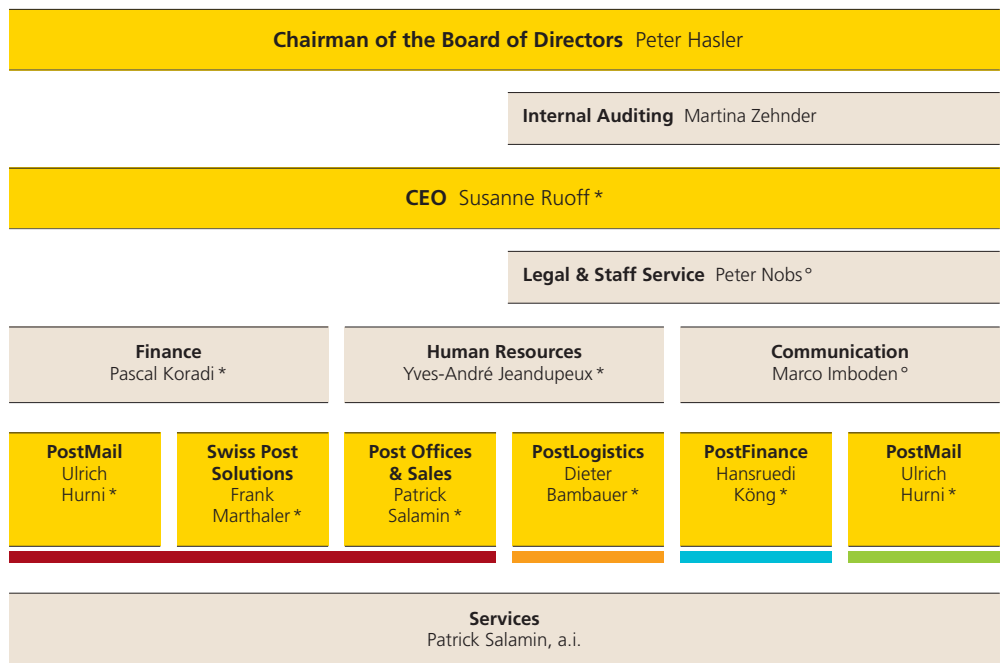 Chairman of the Board of Directors Peter Hasler
Internal Auditing Martina Zehnder
CEO Susanne Ruoff *
Legal & Staff Service Peter Nobs °
Finance
Pascal Koradi *
Human Resources
Yves-André Jeandupeux *
Communication
Marco Imboden °
PostMail
Ulrich
Hurni *
Swiss Post
Solutions
Frank
Marthaler *
Post Offices
& Sales
Patrick
Salamin *
PostLogistics
Dieter
Bambauer *
PostFinance
Hansruedi
Köng *
PostMail
Ulrich
Hurni *
Services
Patrick Salamin, a.i.